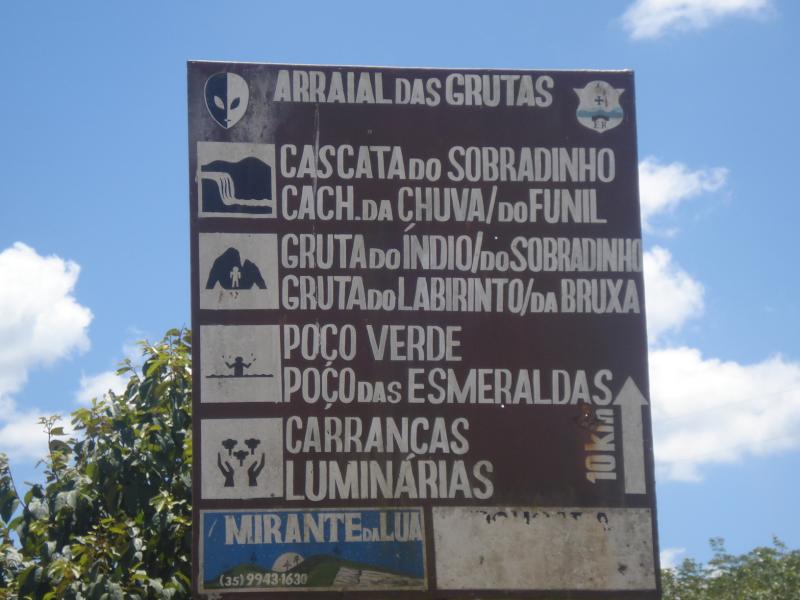 ARRAIAL DAS GRUTAS
E.R
CASCATA DO SOBRADINHO
CACH. DA CHUVA/DO FUNIL
GRUTA DO ÍNDIO/DO SOBRADINHO
GRUTA DO LABIRINTO/DA BRUXA
POÇO VERDE
POÇO DAS ESMERALDAS
CARRANCAS
LUMINÁRIAS
10 Km
MIRANTE DA LUA
(35) 9943-1630